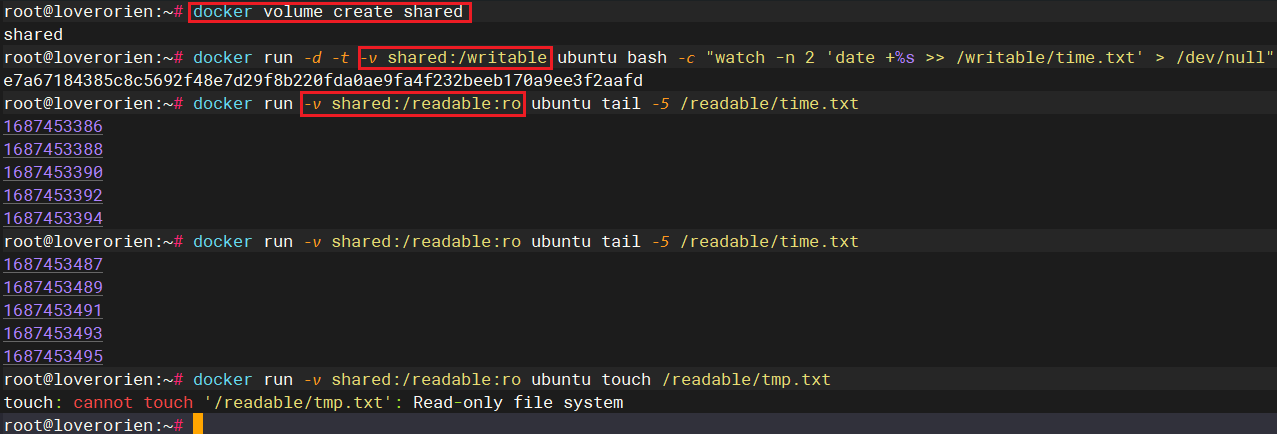 root@loverorien:~# docker volume create shared
shared
root@loverorien:~# docker run -d -t -v shared:/writable ubuntu bash -c "watch -n 2 'date +%s >> /writable/time.txt' > /dev/null"
e7a67184385c8c5692f48e7d29f8b220fda0ae9fa4f232beeb170a9ee3f2aafd
root@loverorien:~# docker run -v shared:/readable:ro ubuntu tail -5 /readable/time.txt
1687453386
1687453388
1687453390
1687453392
1687453394
root@loverorien:~# docker run -v shared:/readable:ro ubuntu tail -5 /readable/time.txt
1687453487
1687453489
1687453491
1687453493
1687453495
root@loverorien:~# docker run -v shared:/readable:ro ubuntu touch /readable/tmp.txt
touch: cannot touch '/readable/tmp.txt': Read-only file system
root@loverorien:~#